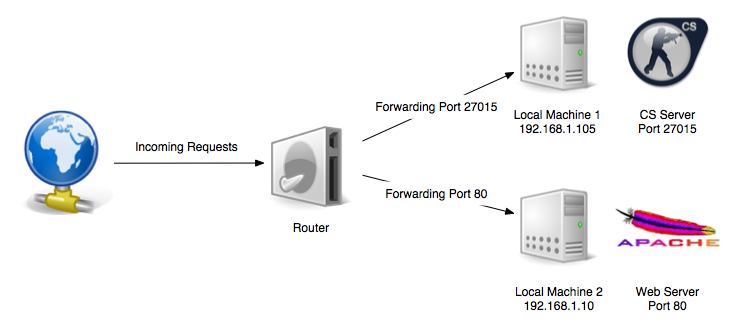 CS
Forwarding Port 27015
Local Machine 1
192.168.1.105
CS Server
Port 27015
Incoming Requests
Router
Forwarding Port 80
APACHE
Local Machine 2
192.168.1.10
Web Server
Port 80